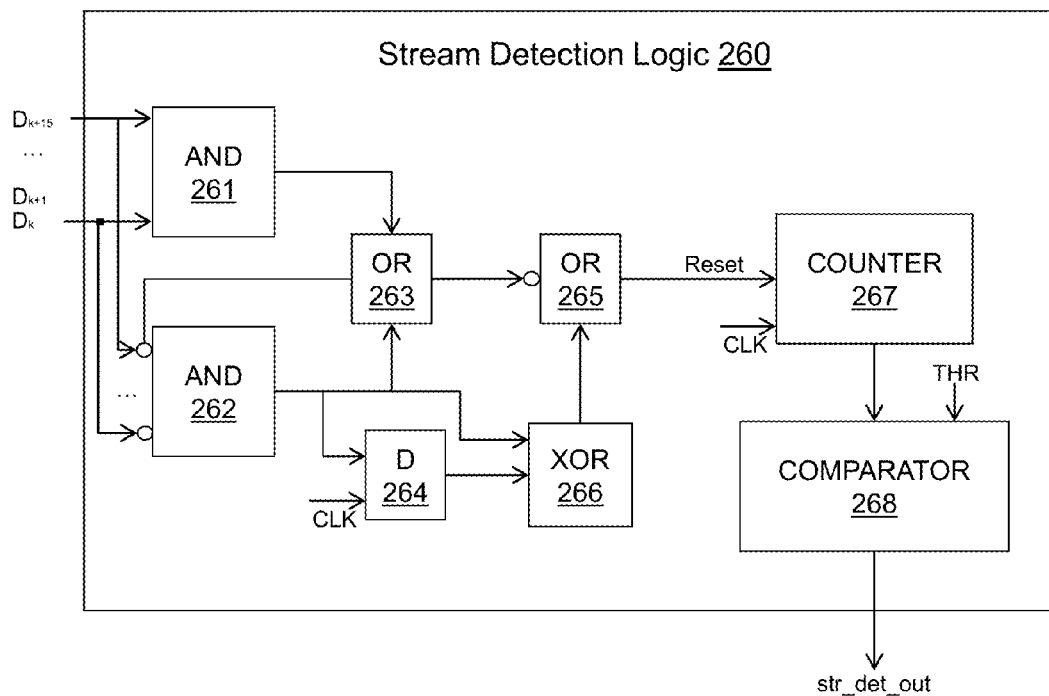 Stream Detection Logic 260
Dk+15
...
Dk+1
Dk
AND
261
OR
263
OR
265
Reset
COUNTER
267
CLK
THR
...
AND
262
D
264
CLK
XOR
266
COMPARATOR
268
str_det_out